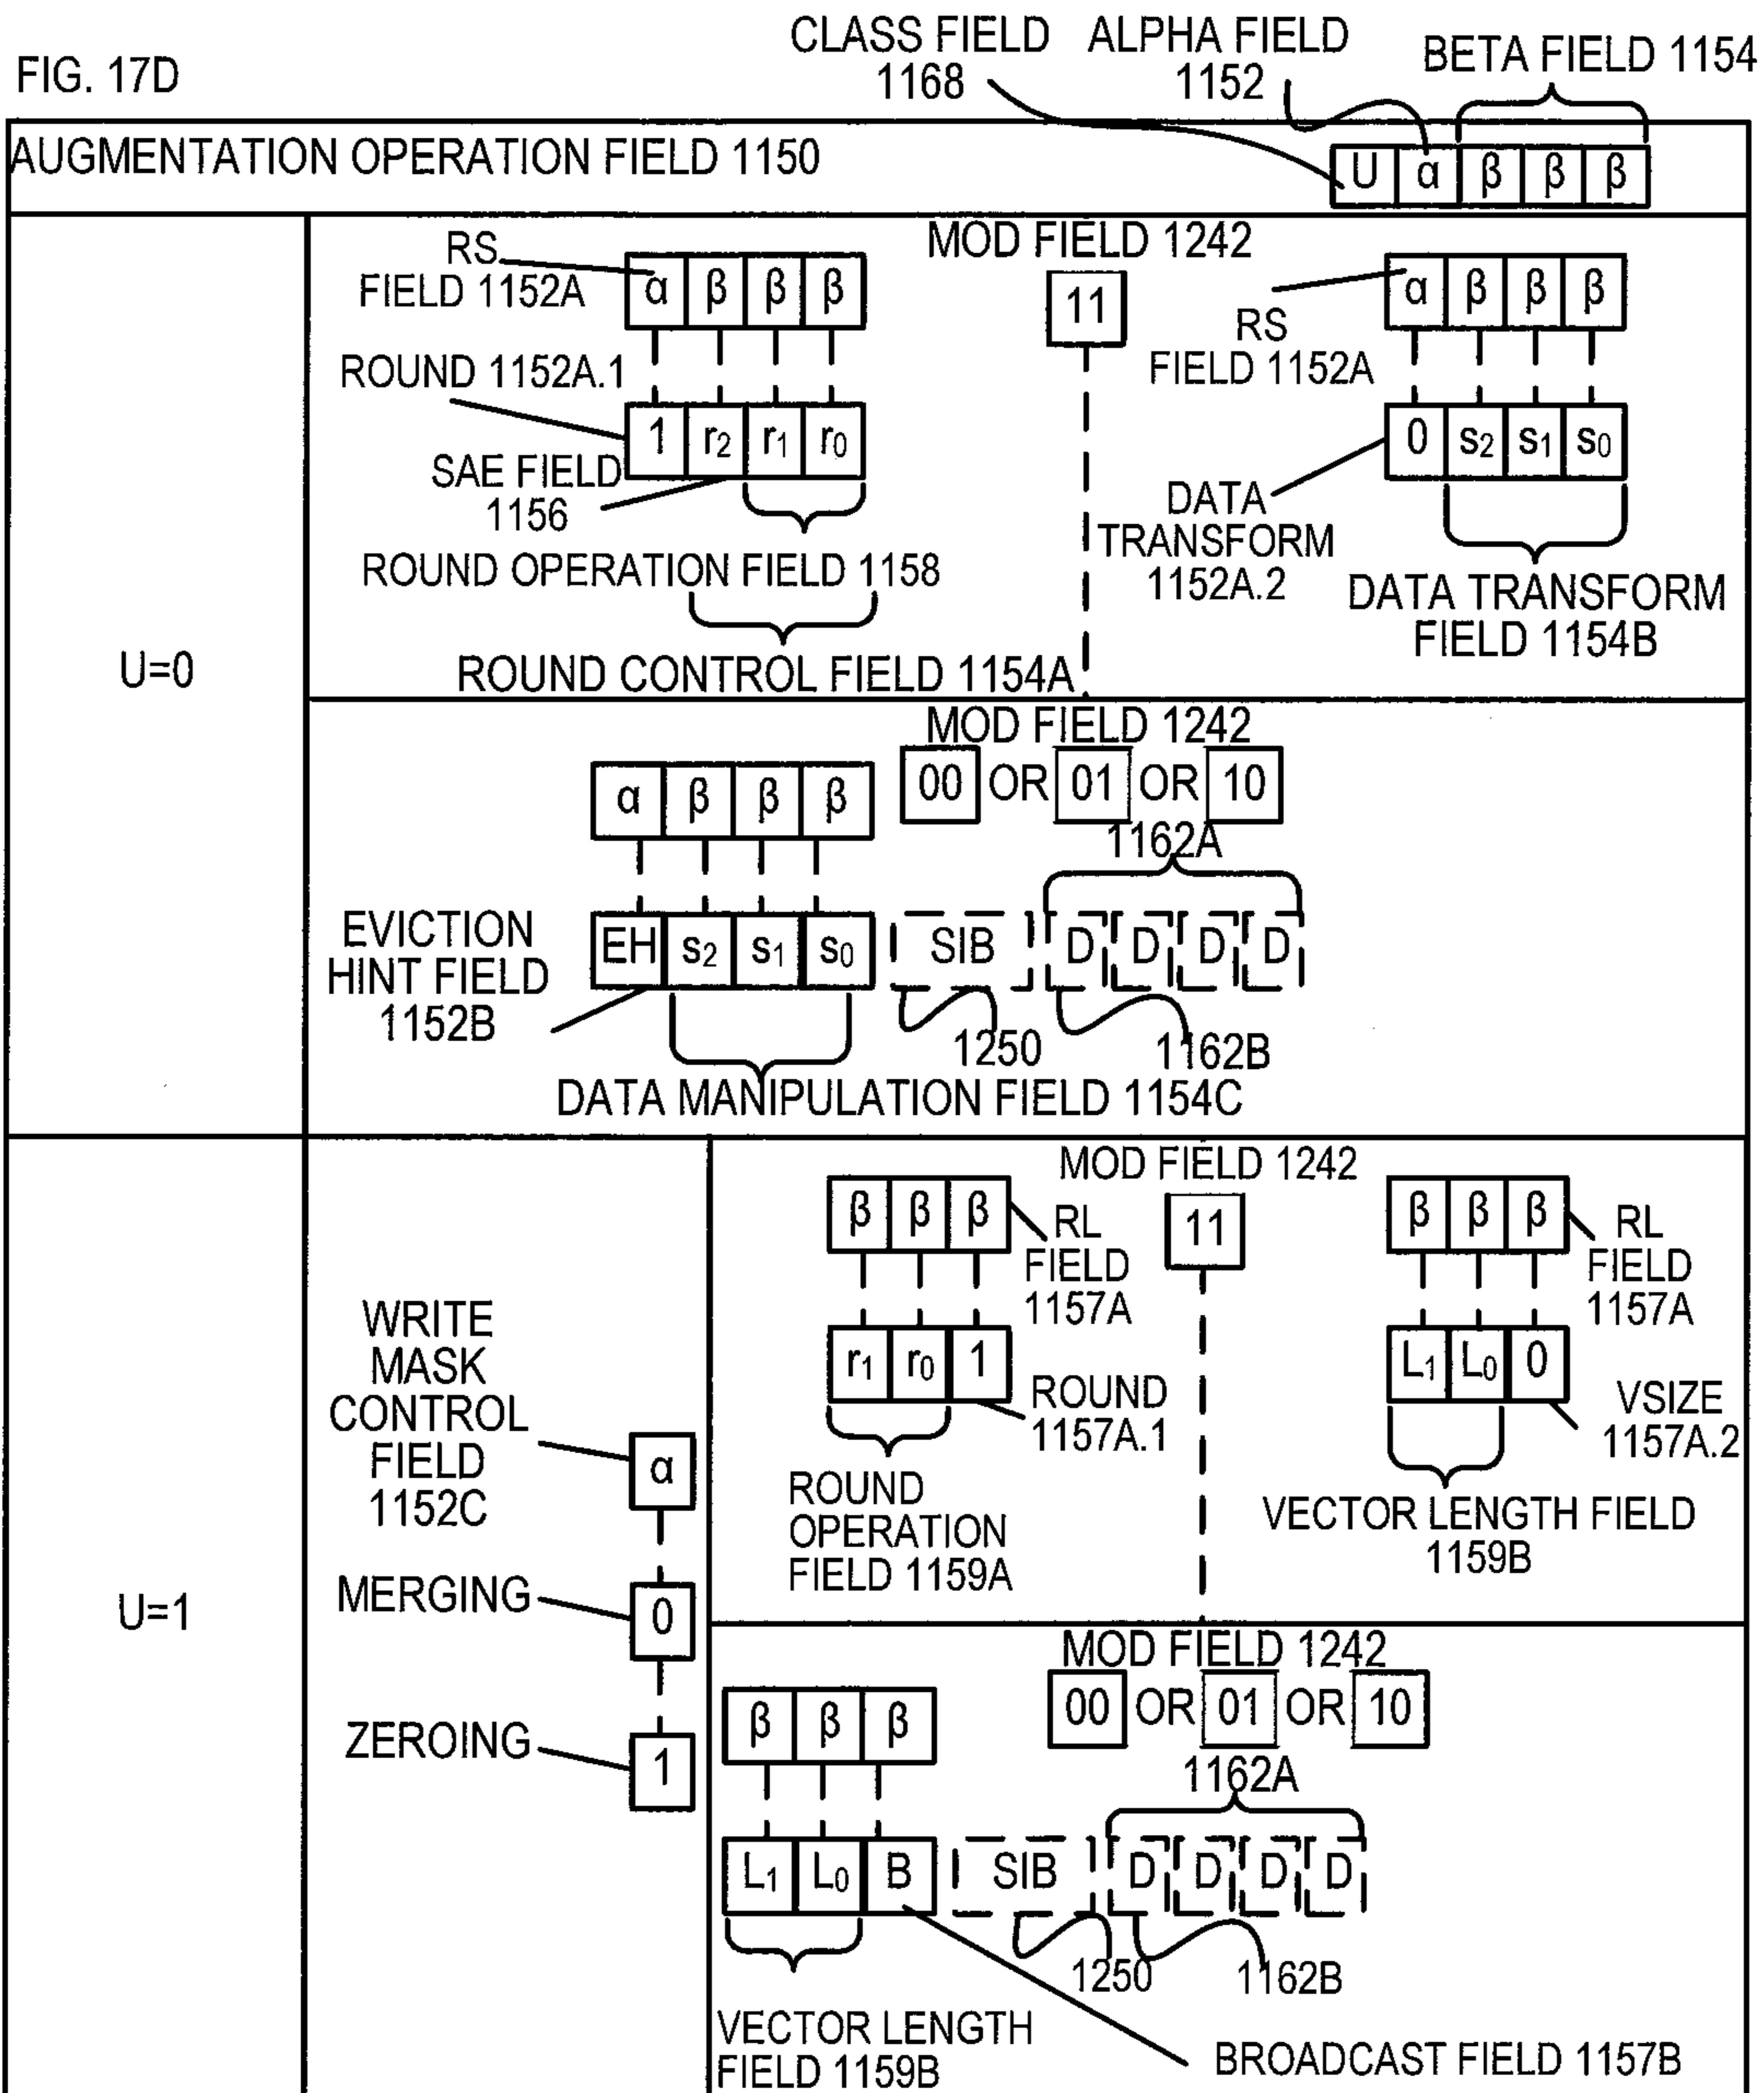 FIG. 17D
CLASS FIELD
1168
ALPHA FIELD
1152
BETA FIELD 1154
AUGMENTATION OPERATION FIELD 1150
U α β β β
U=0
MOD FIELD 1242
11
RS
FIELD 1152A
α β β β
ROUND 1152A.1
1 r2 r1 r0
SAE FIELD
1156
ROUND OPERATION FIELD 1158
ROUND CONTROL FIELD 1154A
α β β β
RS
FIELD 1152A
0 s2 s1 s0
DATA
TRANSFORM
1152A.2
DATA TRANSFORM
FIELD 1154B
MOD FIELD 1242
00 OR 01 OR 10
α β β β
1162A
EVICTION
HINT FIELD
1152B
EH s2 s1 s0 SIB D D D D
1250
1162B
DATA MANIPULATION FIELD 1154C
U=1
WRITE
MASK
CONTROL
FIELD
1152C
α
MERGING
0
ZEROING
1
MOD FIELD 1242
11
β β β
RL
FIELD
1157A
r1 r0 1
ROUND
1157A.1
ROUND
OPERATION
FIELD 1159A
β β β
RL
FIELD
1157A
L1 L0 0
VSIZE
1157A.2
VECTOR LENGTH FIELD
1159B
MOD FIELD 1242
00 OR 01 OR 10
β β β
1162A
L1 L0 B SIB D D D D
1250
1162B
VECTOR LENGTH
FIELD 1159B
BROADCAST FIELD 1157B